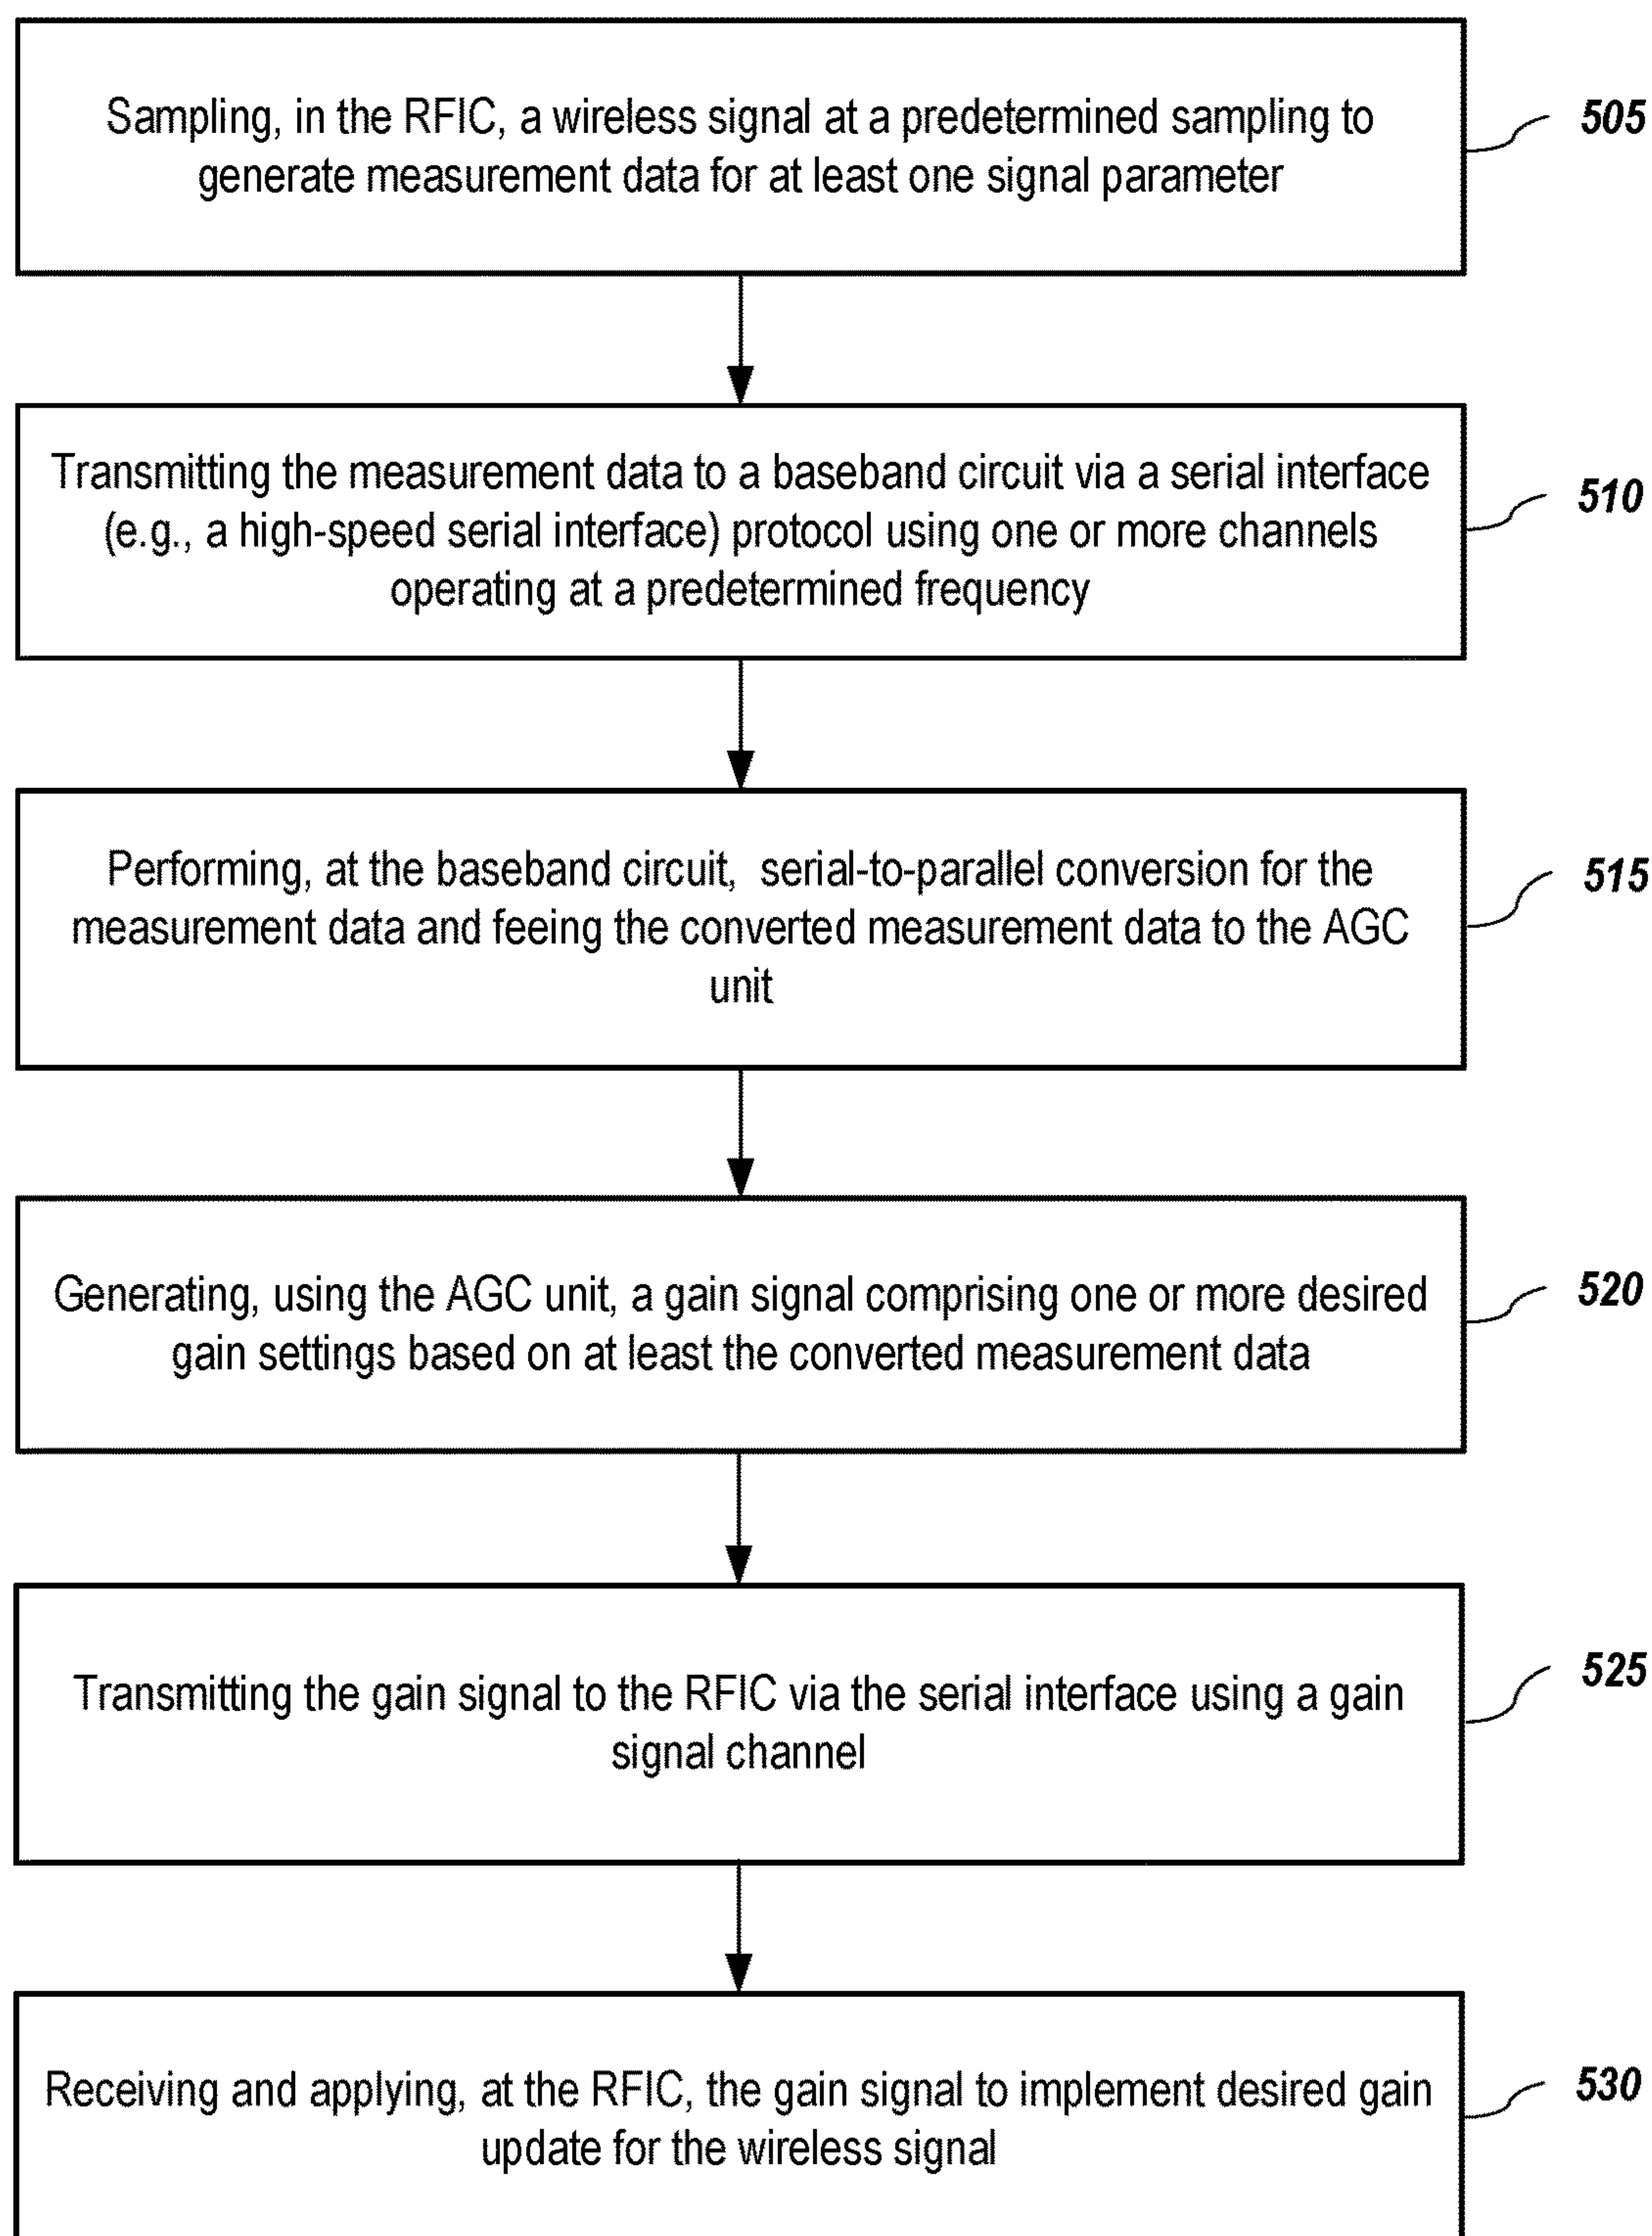 Sampling, in the RFIC, a wireless signal at a predetermined sampling to
generate measurement data for at least one signal parameter
505
Transmitting the measurement data to a baseband circuit via a serial interface
(e.g., a high-speed serial interface) protocol using one or more channels
operating at a predetermined frequency
510
Performing, at the baseband circuit, serial-to-parallel conversion for the
measurement data and feeing the converted measurement data to the AGC
unit
515
Generating, using the AGC unit, a gain signal comprising one or more desired
gain settings based on at least the converted measurement data
520
Transmitting the gain signal to the RFIC via the serial interface using a gain
signal channel
525
Receiving and applying, at the RFIC, the gain signal to implement desired gain
update for the wireless signal
530